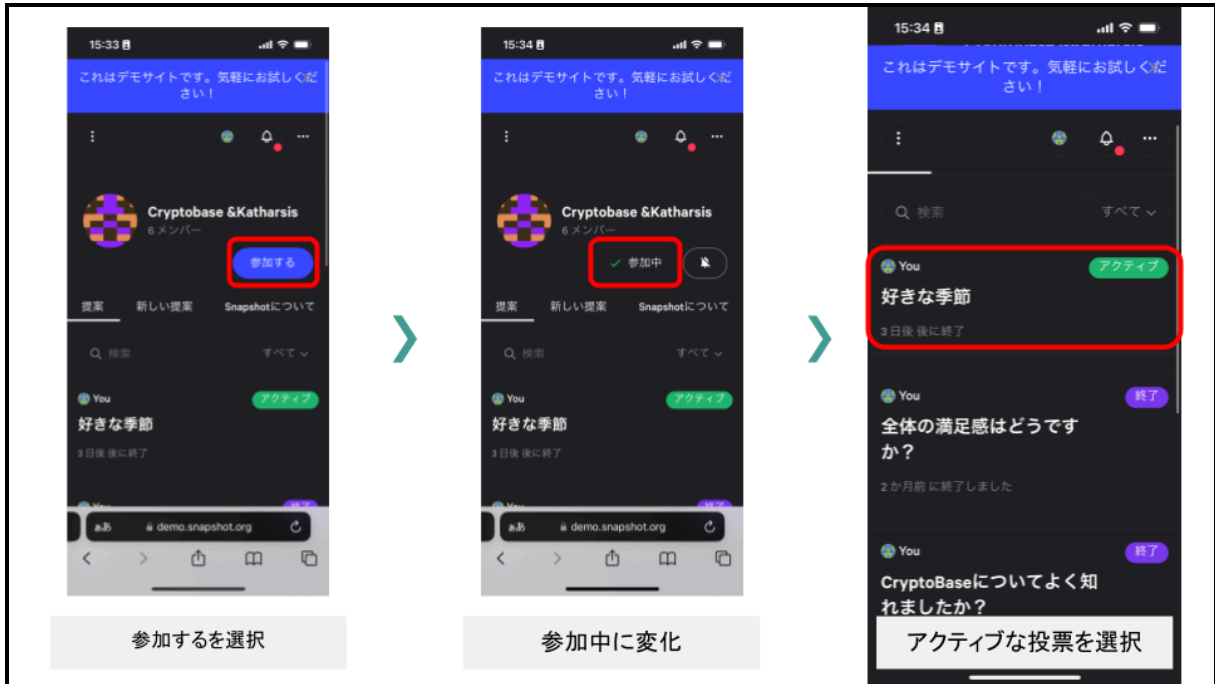 15:33
これはデモサイトです。気軽にお試しくだ
さい！
Cryptobase &Katharsis
6 メンバー
参加する
提案 新しい提案 Snapshotについて
検索 すべて
You アクティブ
好きな季節
3 日後 後に終了
You 終了
ぁあ demo.snapshot.org
参加するを選択
15:34
これはデモサイトです。気軽にお試しくだ
さい！
Cryptobase &Katharsis
6 メンバー
参加中
提案 新しい提案 Snapshotについて
検索 すべて
You アクティブ
好きな季節
3 日後 後に終了
You 終了
ぁあ demo.snapshot.org
参加中に変化
15:34
これはデモサイトです。気軽にお試しくだ
さい！
検索 すべて
You アクティブ
好きな季節
3 日後 後に終了
You 終了
全体の満足感はどうです
か？
2 か月前 に終了しました
You 終了
CryptoBaseについてよく知
れましたか？
アクティブな投票を選択